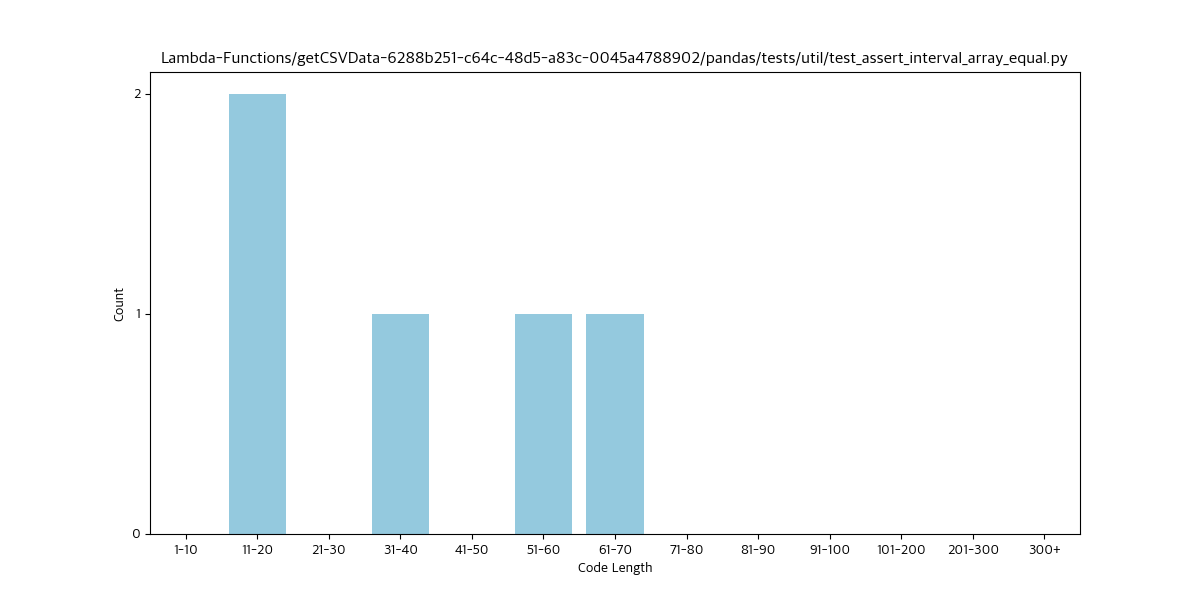 Lambda-Functions/getCSVData-6288b251-c64c-48d5-a83c-0045a4788902/pandas/tests/util/test_assert_interval_array_equal.py
2
1
0
Count
1-10 11-20 21-30 31-40 41-50 51-60 61-70 71-80 81-90 91-100 101-200 201-300 300+
Code Length